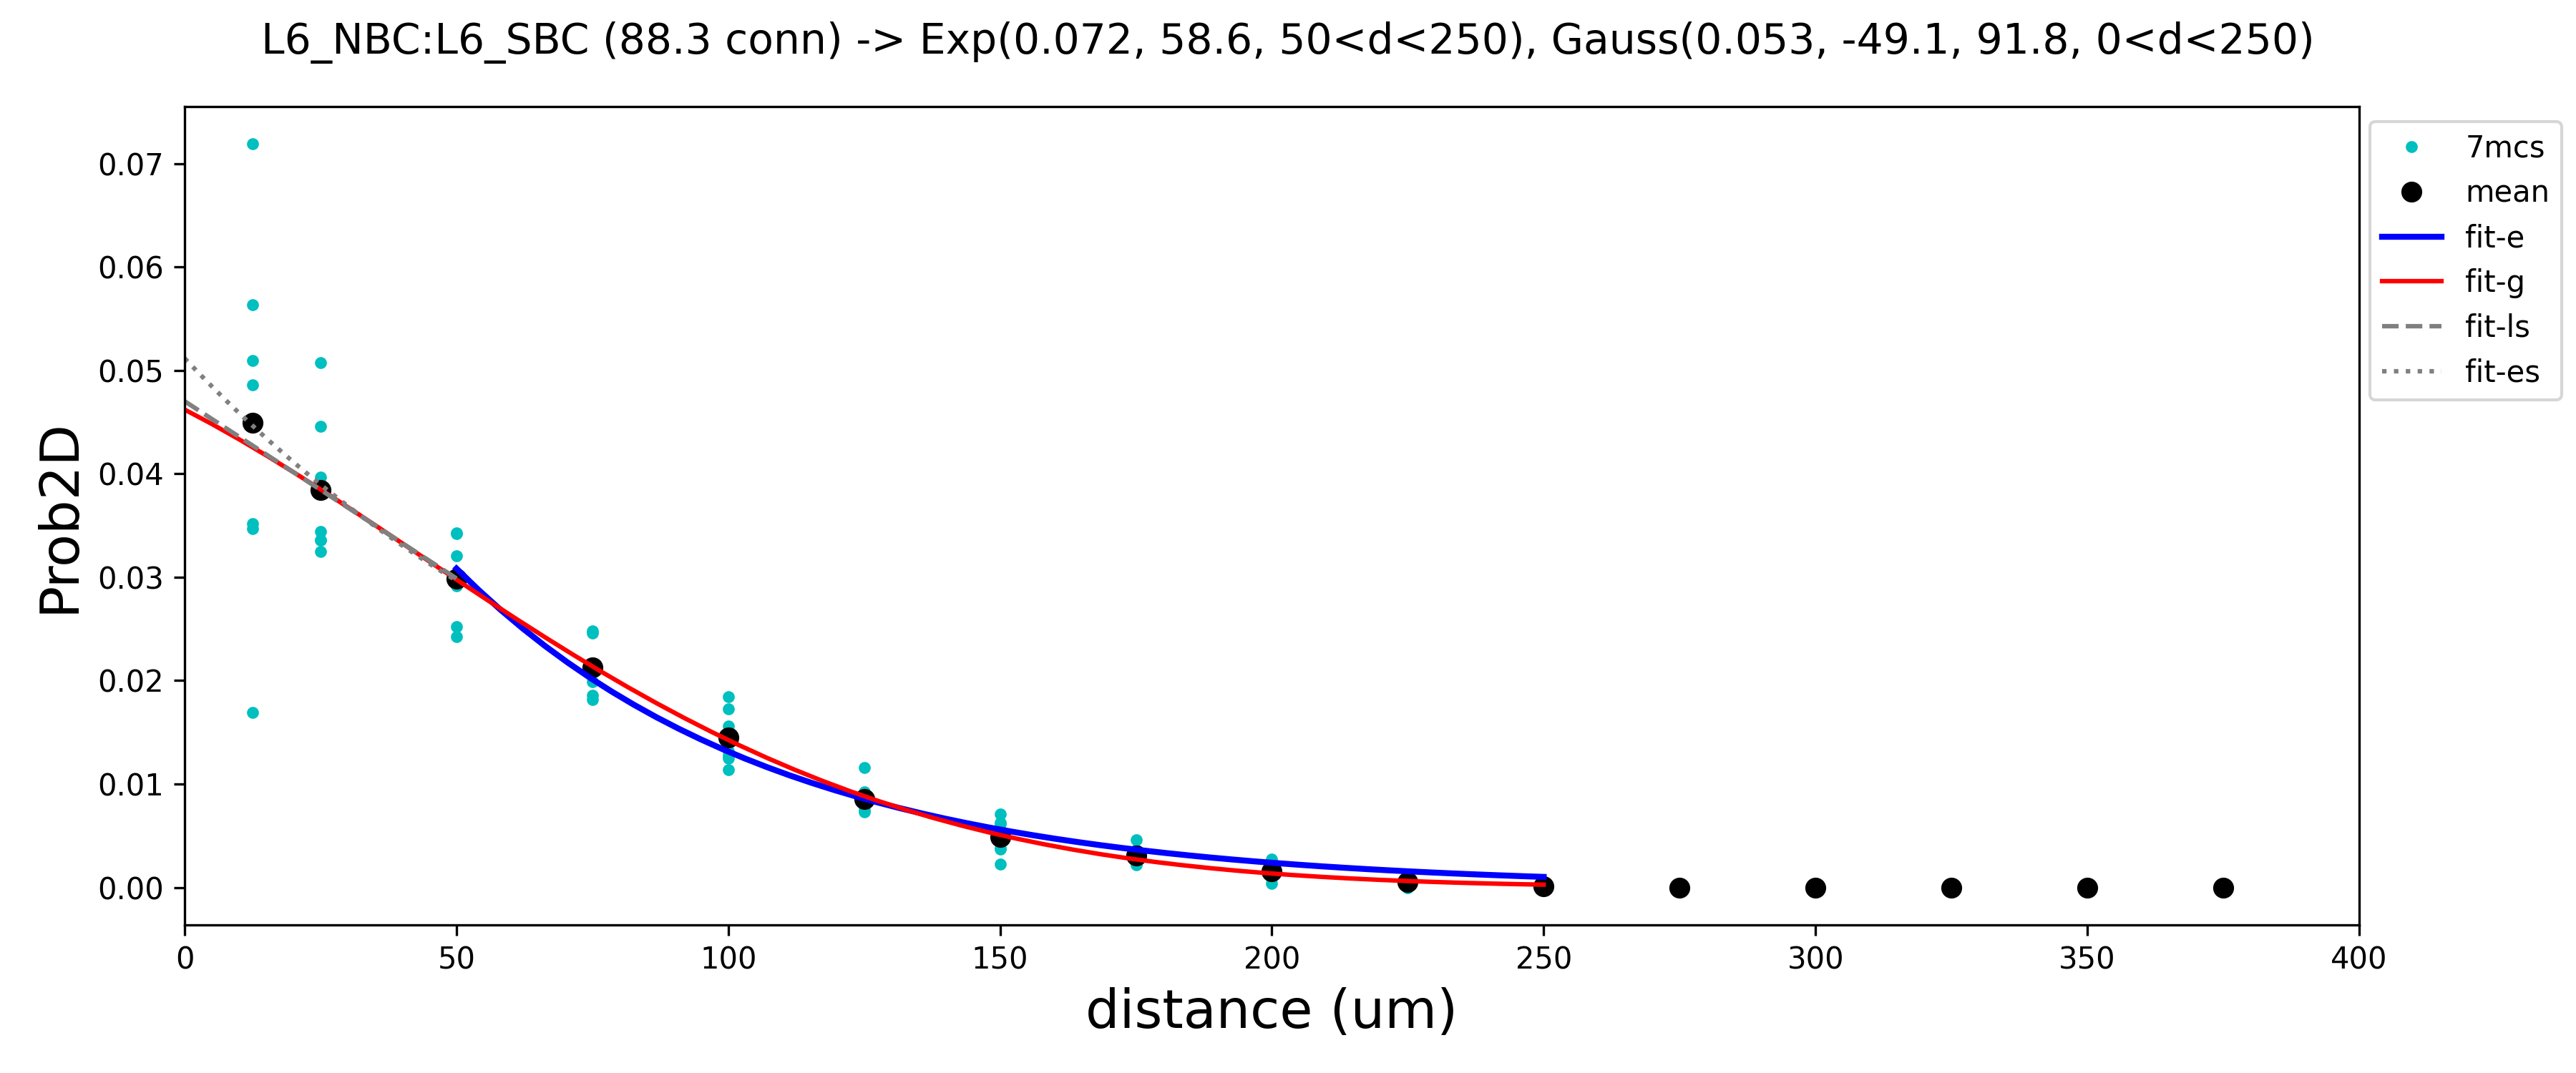 L6_NBC:L6_SBC (88.3 conn) -> Exp(0.072, 58.6, 50<d<250), Gauss(0.053, -49.1, 91.8, 0<d<250)
Prob2D
0.07
0.06
0.05
0.04
0.03
0.02
0.01
0.00
0 50 100 150 200 250 300 350 400
distance (um)
7mcs
mean
fit-e
fit-g
fit-ls
fit-es